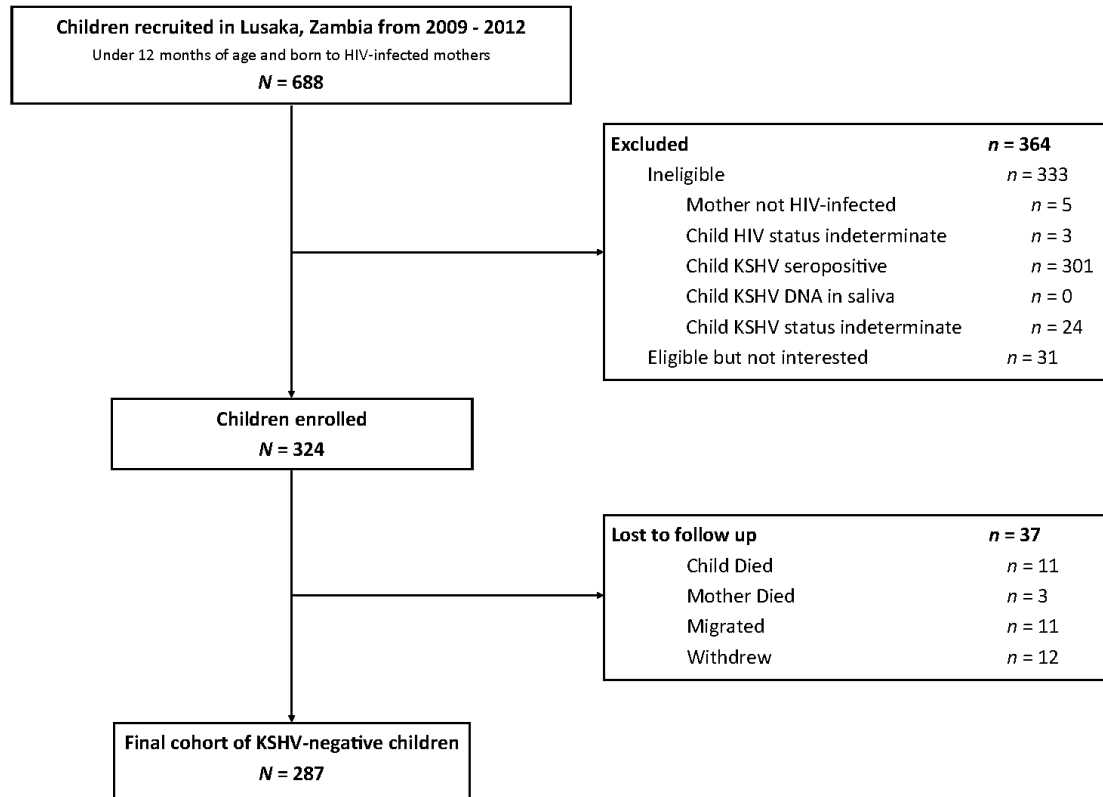 Children recruited in Lusaka, Zambia from 2009 - 2012
Under 12 months of age and born to HIV-infected mothers
N = 688
Excluded n = 364
Ineligible n = 333
Mother not HIV-infected n = 5
Child HIV status indeterminate n = 3
Child KSHV seropositive n = 301
Child KSHV DNA in saliva n = 0
Child KSHV status indeterminate n = 24
Eligible but not interested n = 31
Children enrolled
N = 324
Lost to follow up n = 37
Child Died n = 11
Mother Died n = 3
Migrated n = 11
Withdrew n = 12
Final cohort of KSHV-negative children
N = 287